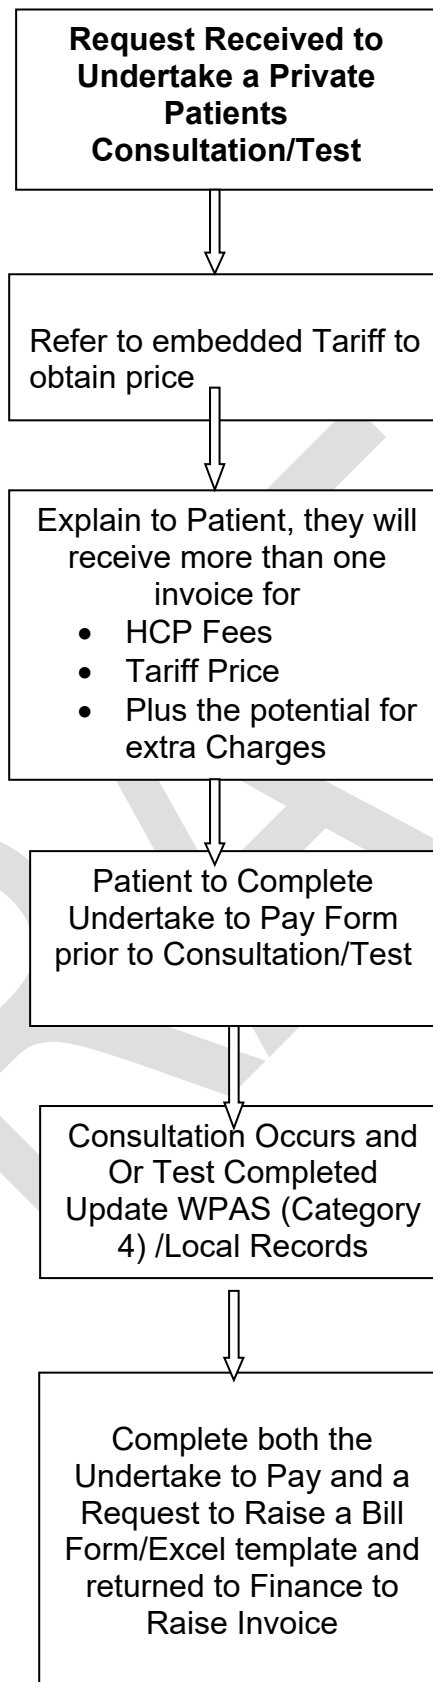 Request Received to
Undertake a Private
Patients
Consultation/Test
Refer to embedded Tariff to
obtain price
Explain to Patient, they will
receive more than one
invoice for
• HCP Fees
• Tariff Price
• Plus the potential for
extra Charges
Patient to Complete
Undertake to Pay Form
prior to Consultation/Test
Consultation Occurs and
Or Test Completed
Update WPAS (Category
4) /Local Records
Complete both the
Undertake to Pay and a
Request to Raise a Bill
Form/Excel template and
returned to Finance to
Raise Invoice